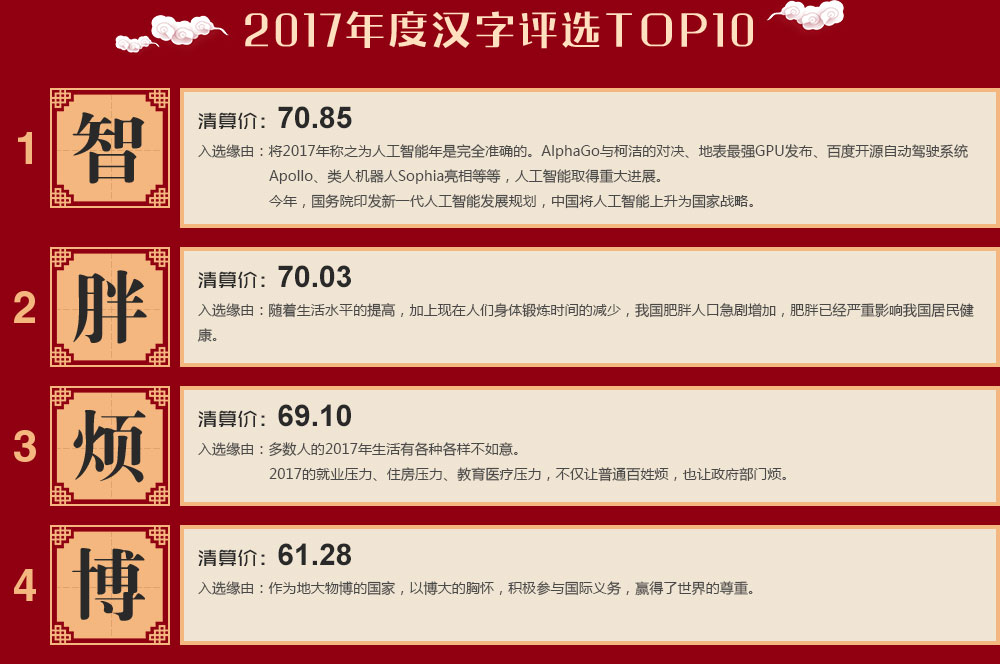 2017年度汉字评选TOP10
1
智
清算价：70.85
入选缘由：将2017年称之为人工智能年是完全准确的。AlphaGo与柯洁的对决、地表最强GPU发布、百度开源自动驾驶系统
Apollo、类人机器人Sophia亮相等等，人工智能取得重大进展。
今年，国务院印发新一代人工智能发展规划，中国将人工智能上升为国家战略。
2
胖
清算价：70.03
入选缘由：随着生活水平的提高，加上现在人们身体锻炼时间的减少，我国肥胖人口急剧增加，肥胖已经严重影响我国居民健
康。
3
烦
清算价：69.10
入选缘由：多数人的2017年生活有各种各样不如意。
2017的就业压力、住房压力、教育医疗压力，不仅让普通百姓烦，也让政府部门烦。
4
博
清算价：61.28
入选缘由：作为地大物博的国家，以博大的胸怀，积极参与国际义务，赢得了世界的尊重。